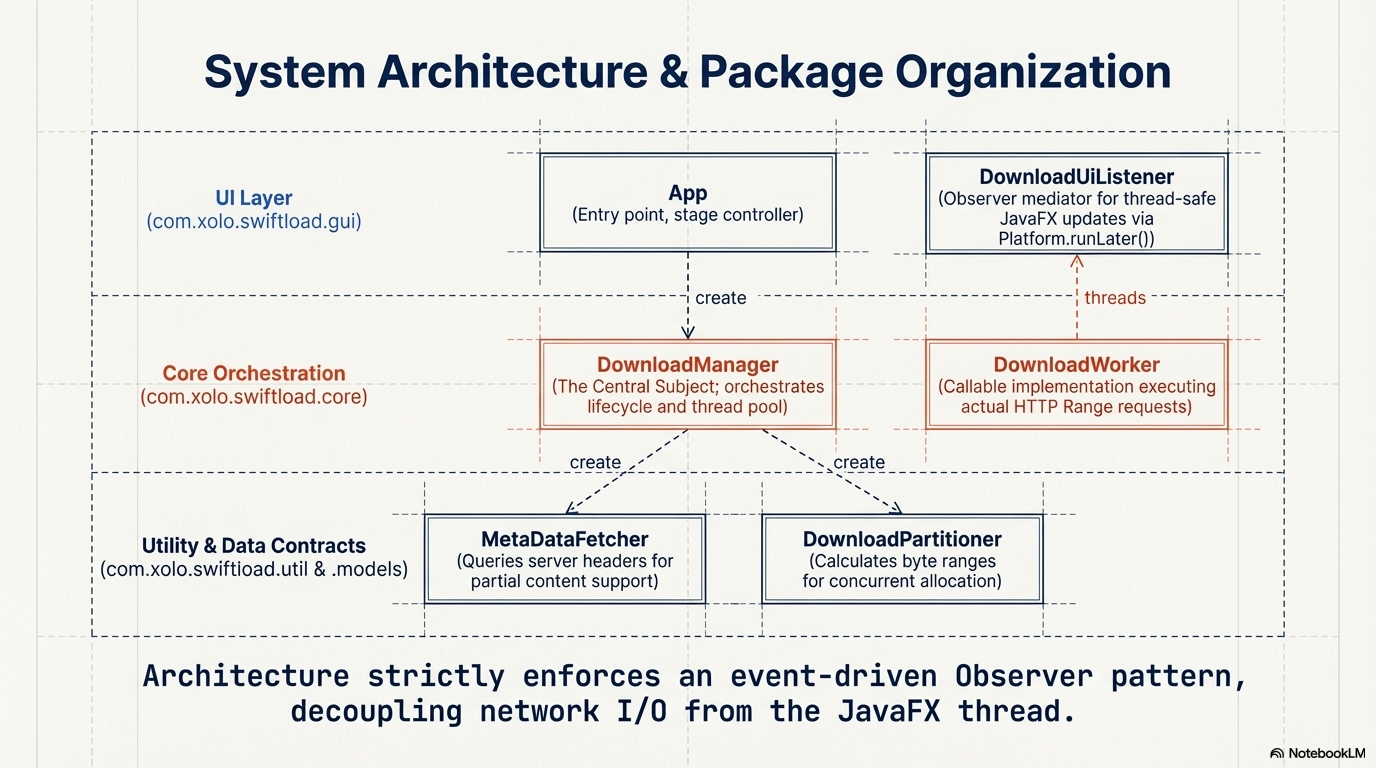 System Architecture & Package Organization
UI Layer
(com.xolo.swiftload.gui)
App
(Entry point, stage controller)
DownloadUiListener
(Observer mediator for thread-safe
JavaFX updates via
Platform.runLater())
create
threads
Core Orchestration
(com.xolo.swiftload.core)
DownloadManager
(The Central Subject; orchestrates
lifecycle and thread pool)
DownloadWorker
(Callable implementation executing
actual HTTP Range requests)
create
create
Utility & Data Contracts
(com.xolo.swiftload.util & .models)
MetaDataFetcher
(Queries server headers for
partial content support)
DownloadPartitioner
(Calculates byte ranges
for concurrent allocation)
Architecture strictly enforces an event-driven Observer pattern,
decoupling network I/O from the JavaFX thread.
NotebookLM